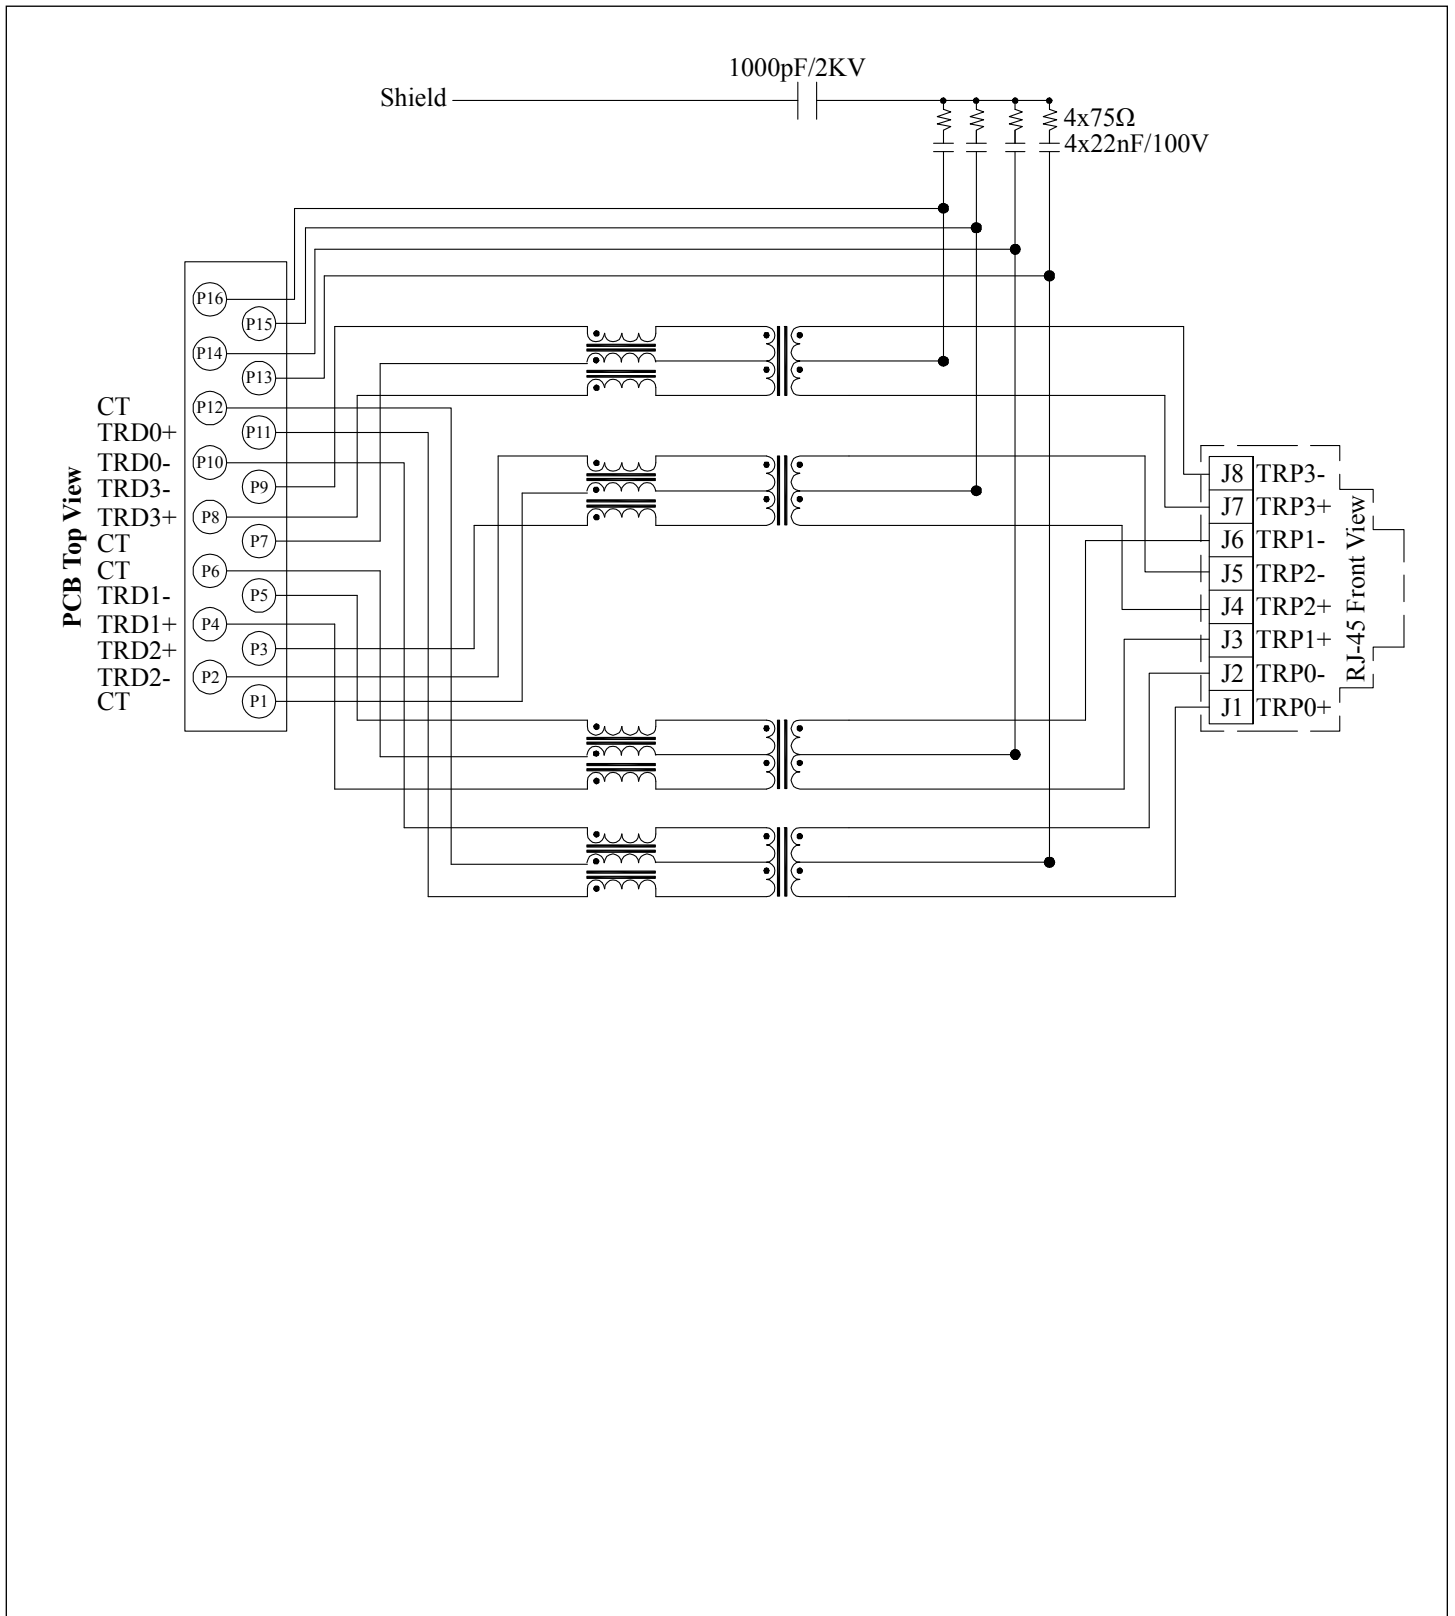 1000pF/2KV
Shield
4x75Ω
4x22nF/100V
P16
P15
P14
P13
CT
P12
TRD0+
P11
TRD0-
P10
TRD3-
P9
TRD3+
P8
CT
P7
CT
P6
TRD1-
P5
TRD1+
P4
TRD2+
P3
TRD2-
P2
CT
P1
PCB Top View
J8 TRP3-
J7 TRP3+
J6 TRP1-
J5 TRP2-
J4 TRP2+
J3 TRP1+
J2 TRP0-
J1 TRP0+
RJ-45 Front View